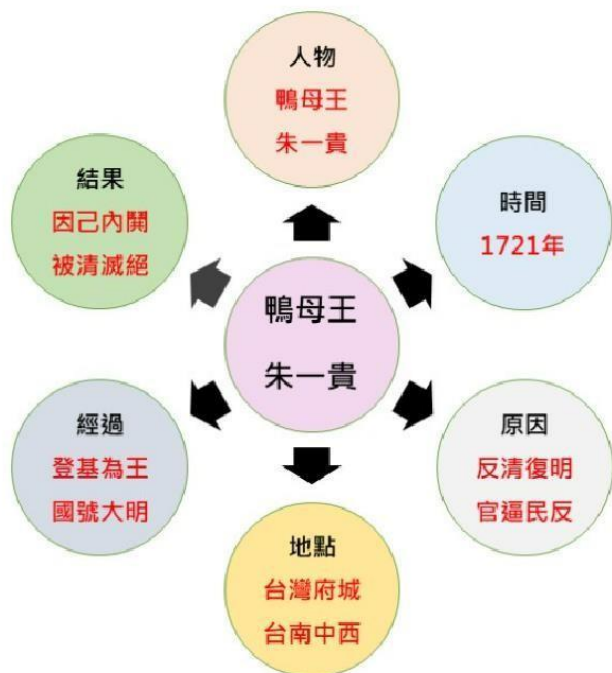 人物
鴨母王
朱一貴
時間
1721年
原因
反清復明
官逼民反
地點
台灣府城
台南中西
經過
登基為王
國號大明
結果
因己內鬨
被清滅絕
鴨母王
朱一貴